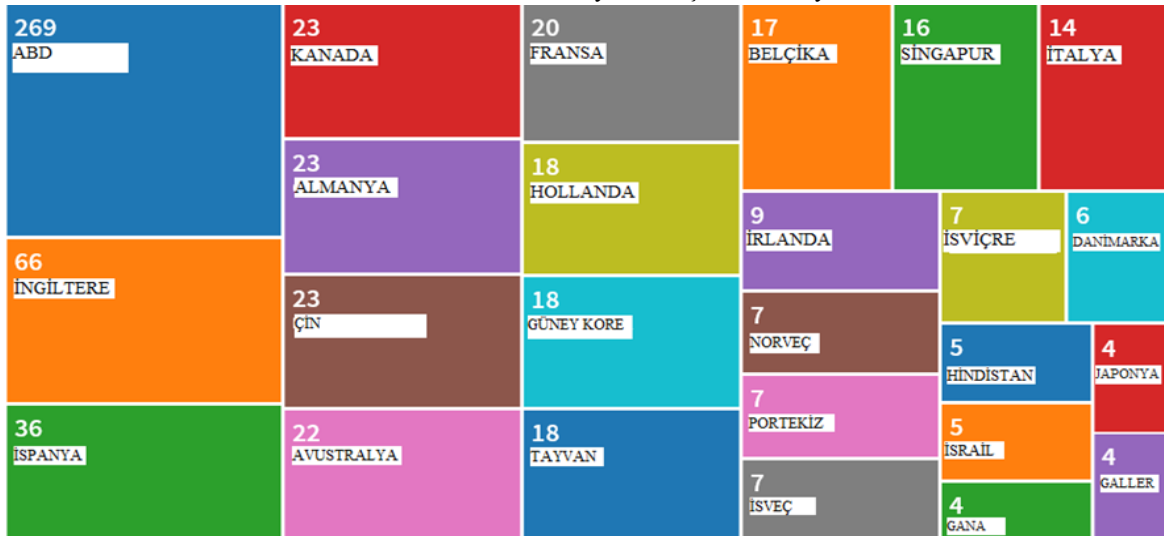 269
ABD
66
İNGİLTERE
36
İSPANYA
23
KANADA
23
ALMANYA
23
ÇİN
22
AVUSTRALYA
20
FRANSA
18
HOLLANDA
18
GÜNEY KORE
18
TAYVAN
17
BELÇİKA
16
SİNGAPUR
14
İTALYA
9
İRLANDA
7
NORVEÇ
7
PORTEKİZ
7
İSVEÇ
7
İSVİÇRE
6
DANİMARKA
5
HİNDİSTAN
5
İSRAİL
4
GANA
4
JAPONYA
4
GALLER